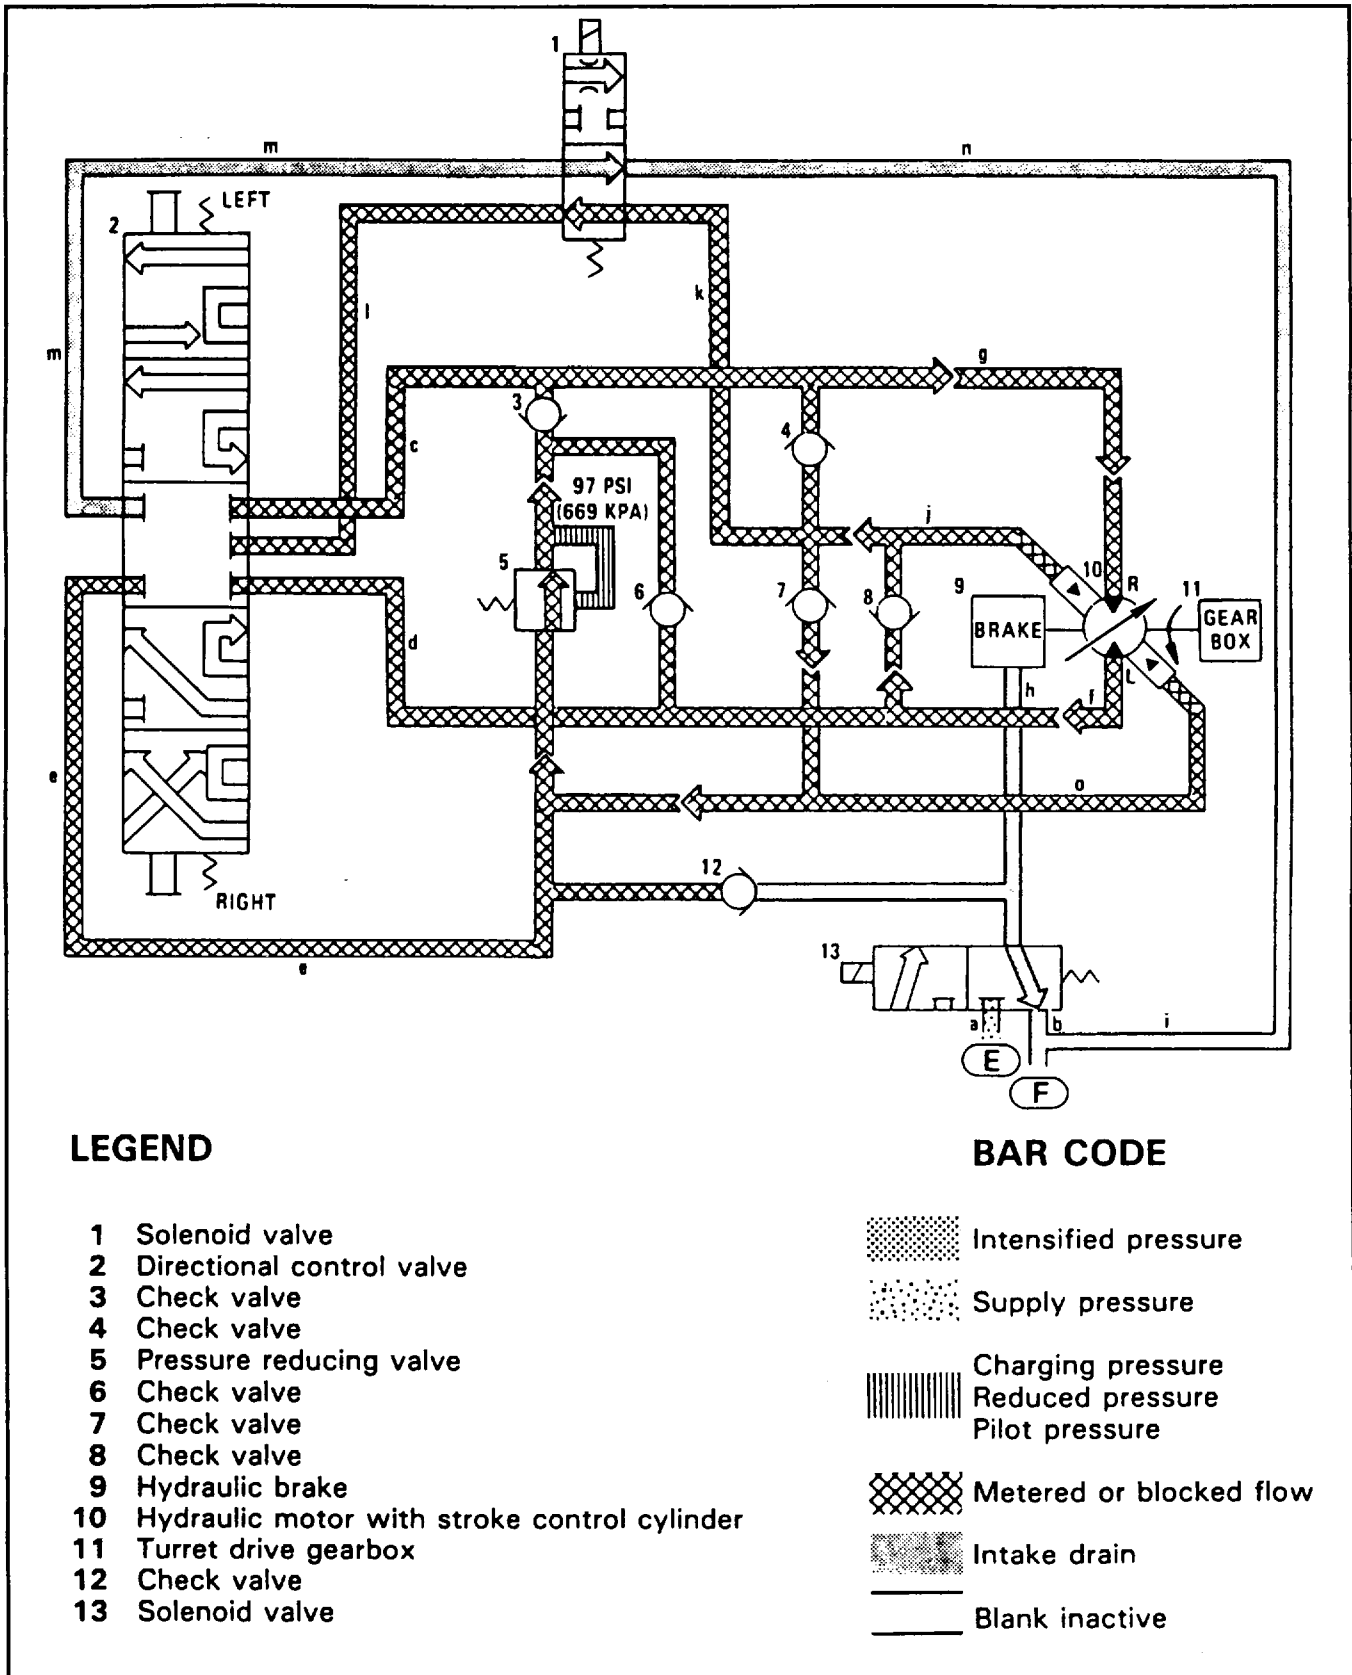 1
m
n
LEFT
2
k
l
m
g
3
c
4
97 PSI
(669 KPA)
j
5
10
R
11
6
7
8
9
BRAKE
GEAR
BOX
d
L
h
f
e
o
12
RIGHT
e
13
a
b
i
E
F
LEGEND
1 Solenoid valve
2 Directional control valve
3 Check valve
4 Check valve
5 Pressure reducing valve
6 Check valve
7 Check valve
8 Check valve
9 Hydraulic brake
10 Hydraulic motor with stroke control cylinder
11 Turret drive gearbox
12 Check valve
13 Solenoid valve
BAR CODE
Intensified pressure
Supply pressure
Charging pressure
Reduced pressure
Pilot pressure
Metered or blocked flow
Intake drain
Blank inactive